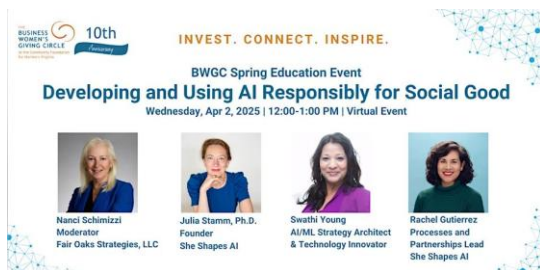 THE
BUSINESS
WOMEN'S
GIVING CIRCLE
10th
Anniversary
INVEST. CONNECT. INSPIRE.
BWGC Spring Education Event
Developing and Using AI Responsibly for Social Good
Wednesday, Apr 2, 2025 | 12:00-1:00 PM | Virtual Event
Nanci Schimizzi
Moderator
Fair Oaks Strategies, LLC
Julia Stamm, Ph.D.
Founder
She Shapes AI
Swathi Young
AI/ML Strategy Architect
& Technology Innovator
Rachel Gutierrez
Processes and
Partnerships Lead
She Shapes AI